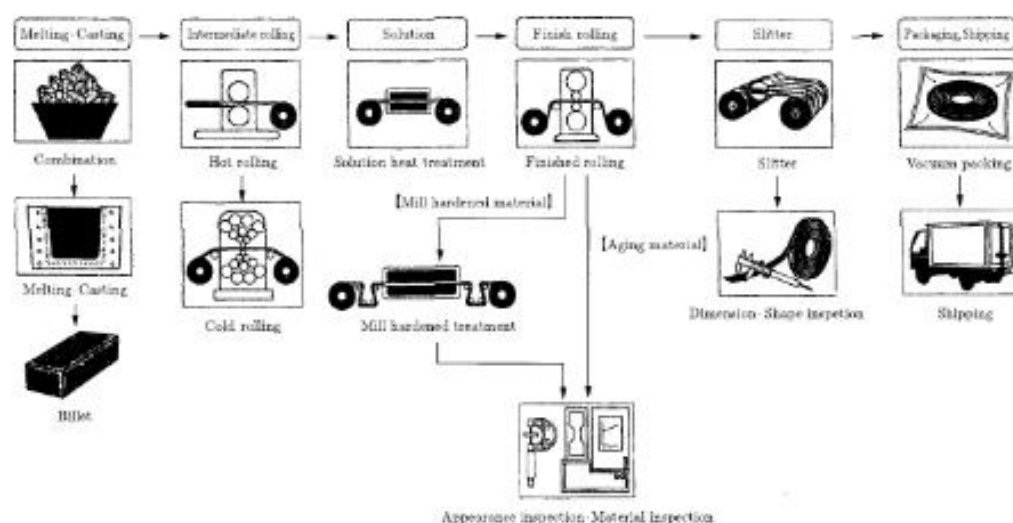 Melting·Casting
Intermediate rolling
Solution
Finish rolling
Slitter
Packaging,Shipping
Combination
Hot rolling
Solution heat treatment
Finished rolling
Slitter
Vacuum packing
【Mill hardened material】
【Aging material】
Melting·Casting
Cold rolling
Mill hardened treatment
Dimension·Shape inspetion
Shipping
Billet
Appearance inspection·Material inspection